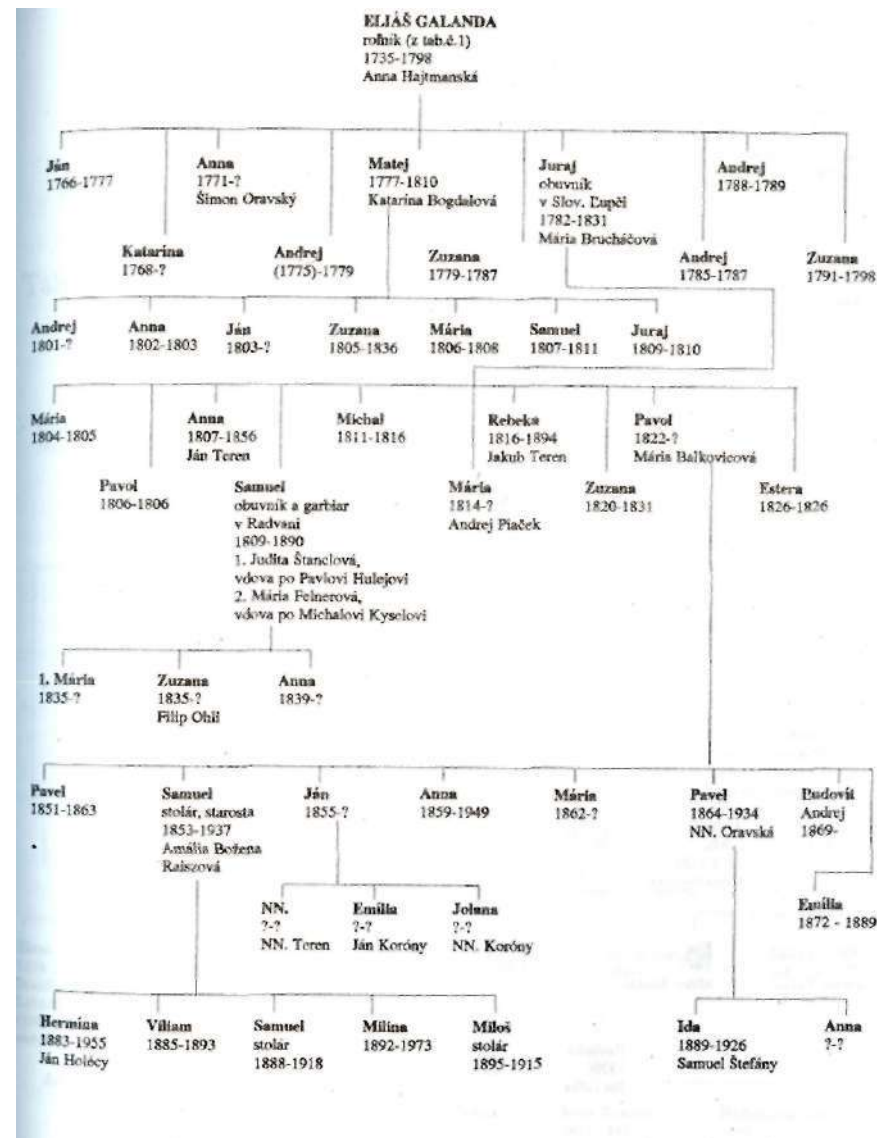 ELIÁŠ GALANDA
roľník (z tab.č.1)
1735-1798
Anna Hajtmanská
Ján
1766-1777
Anna
1771-?
Šimon Oravský
Matej
1777-1810
Katarína Bogdalová
Juraj
obuvník
v Slov. Ľupči
1782-1831
Mária Brucháčová
Andrej
1788-1789
Katarína
1768-?
Andrej
(1775)-1779
Zuzana
1779-1787
Andrej
1785-1787
Zuzana
1791-1798
Andrej
1801-?
Anna
1802-1803
Ján
1803-?
Zuzana
1805-1836
Mária
1806-1808
Samuel
1807-1811
Juraj
1809-1810
Mária
1804-1805
Anna
1807-1856
Ján Teren
Michal
1811-1816
Rebeka
1816-1894
Jakub Teren
Pavol
1822-?
Mária Balkovicová
Pavol
1806-1806
Samuel
obuvník a garbiar
v Radvani
1809-1890
1. Judita Štanclová,
vdova po Pavlovi Hulejovi
2. Mária Felnerová,
vdova po Michalovi Kyselovi
Mária
1814-?
Andrej Piaček
Zuzana
1820-1831
Estera
1826-1826
1. Mária
1835-?
Zuzana
1835-?
Filip Ohli
Anna
1839-?
Pavel
1851-1863
Samuel
stolár, starosta
1853-1937
Amália Božena
Raiszová
Ján
1855-?
Anna
1859-1949
Mária
1862-?
Pavel
1864-1934
NN. Oravská
Ľudovít
Andrej
1869-
Emília
1872 - 1889
NN.
?-?
NN. Teren
Emília
?-?
Ján Koróny
Jolana
?-?
NN. Koróny
Hermína
1883-1955
Ján Holécy
Viliam
1885-1893
Samuel
stolár
1888-1918
Milina
1892-1973
Miloš
stolár
1895-1915
Ida
1889-1926
Samuel Štefány
Anna
?-?